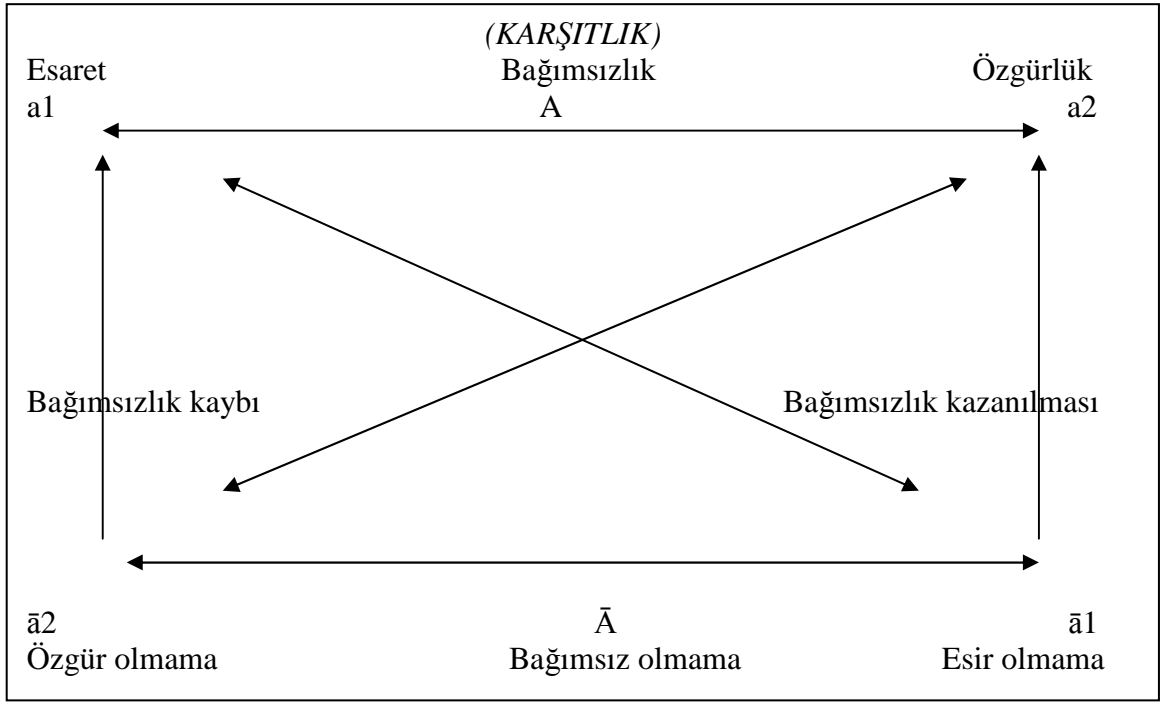 (KARŞITLIK)
Esaret Bağımsızlık Özgürlük
a1 A a2
Bağımsızlık kaybı Bağımsızlık kazanılması
ā2 Ā ā1
Özgür olmama Bağımsız olmama Esir olmama